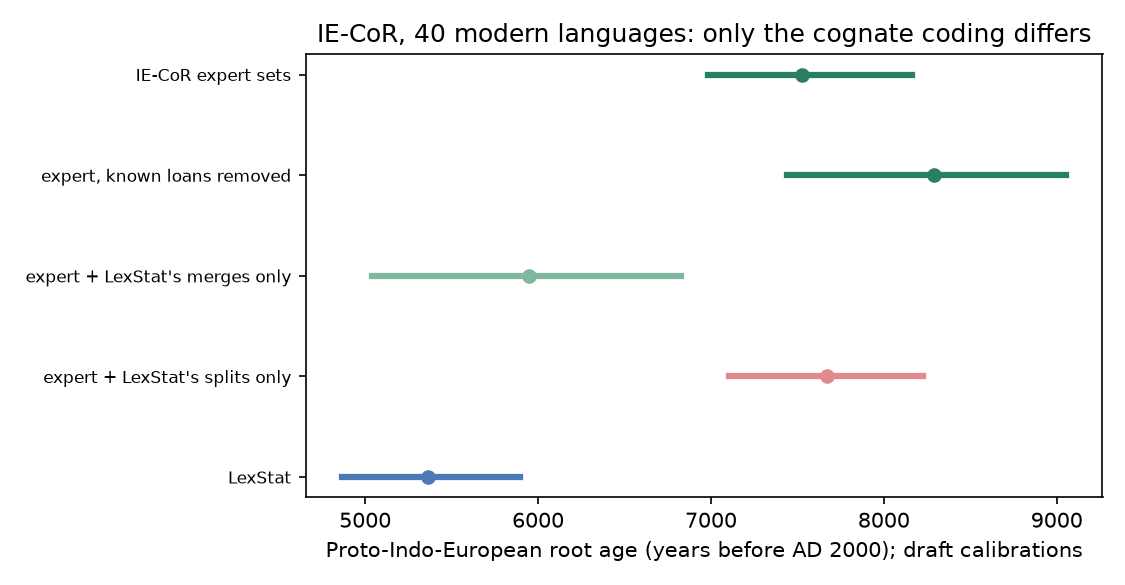 IE-CoR, 40 modern languages: only the cognate coding differs
IE-CoR expert sets
expert, known loans removed
expert + LexStat's merges only
expert + LexStat's splits only
LexStat
5000 6000 7000 8000 9000
Proto-Indo-European root age (years before AD 2000); draft calibrations